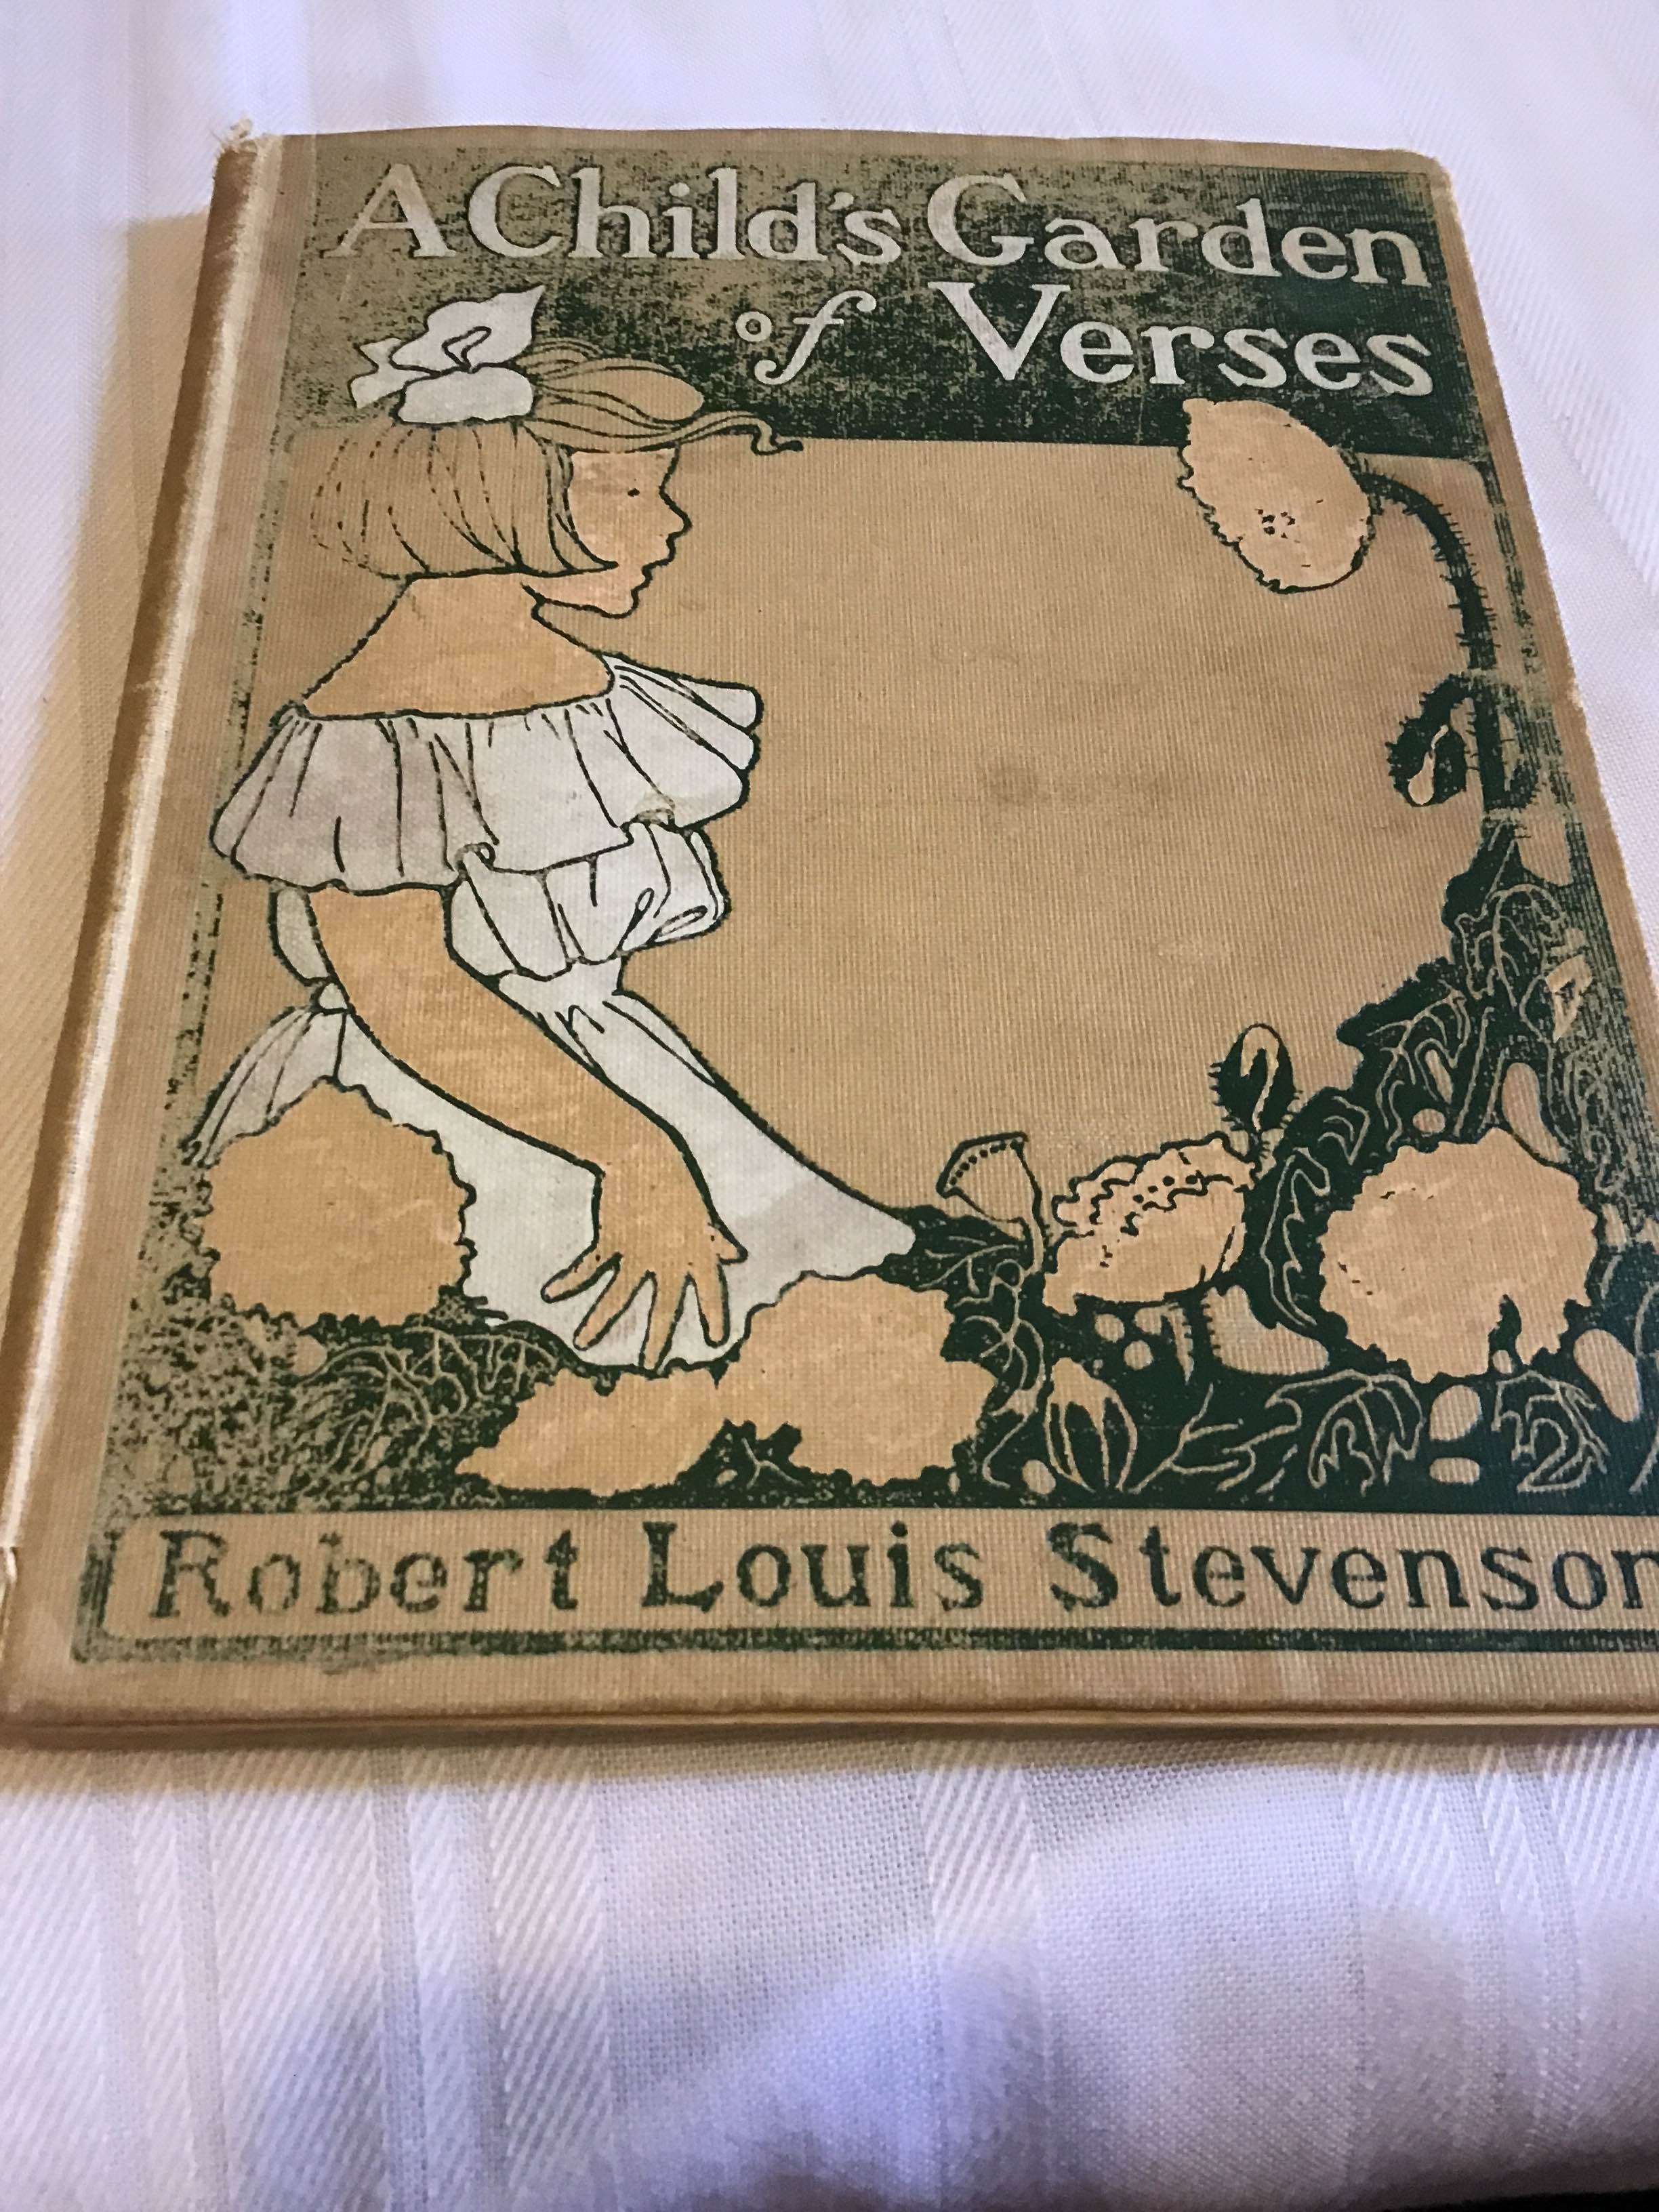 A Child's Garden
of Verses
Robert Louis Stevenson